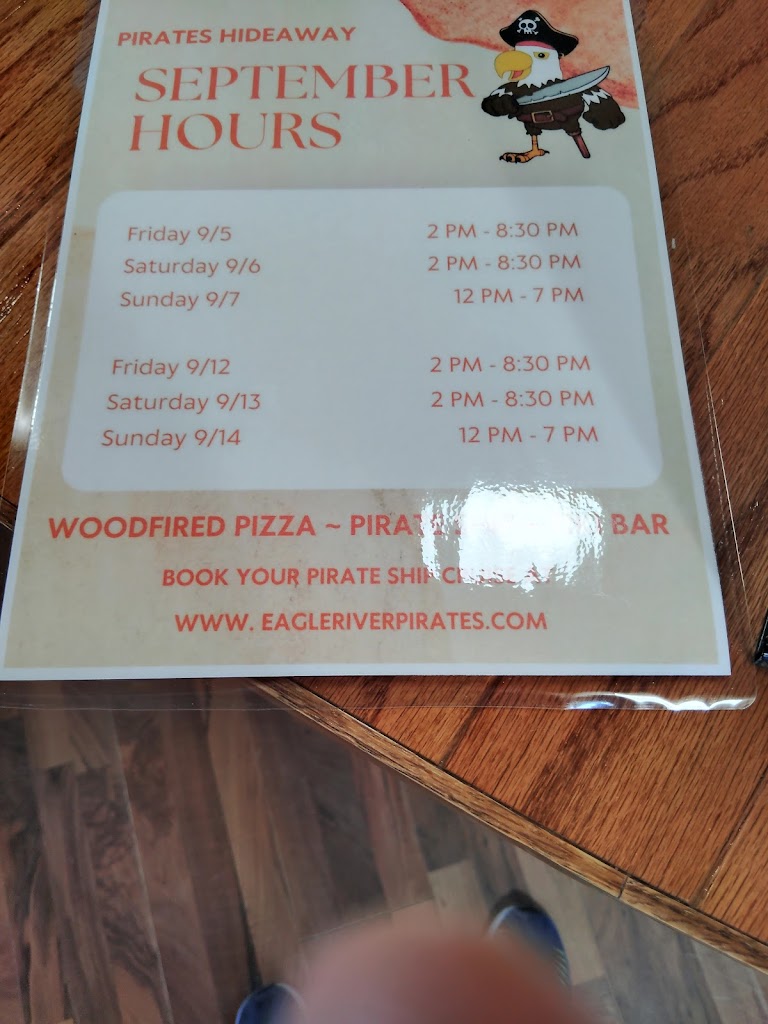 PIRATES HIDEAWAY
SEPTEMBER
HOURS
Friday 9/5 2 PM - 8:30 PM
Saturday 9/6 2 PM - 8:30 PM
Sunday 9/7 12 PM - 7 PM
Friday 9/12 2 PM - 8:30 PM
Saturday 9/13 2 PM - 8:30 PM
Sunday 9/14 12 PM - 7 PM
WOODFIRED PIZZA ~ PIRATE BAR
BOOK YOUR PIRATE SHIP
WWW. EAGLERIVERPIRATES.COM